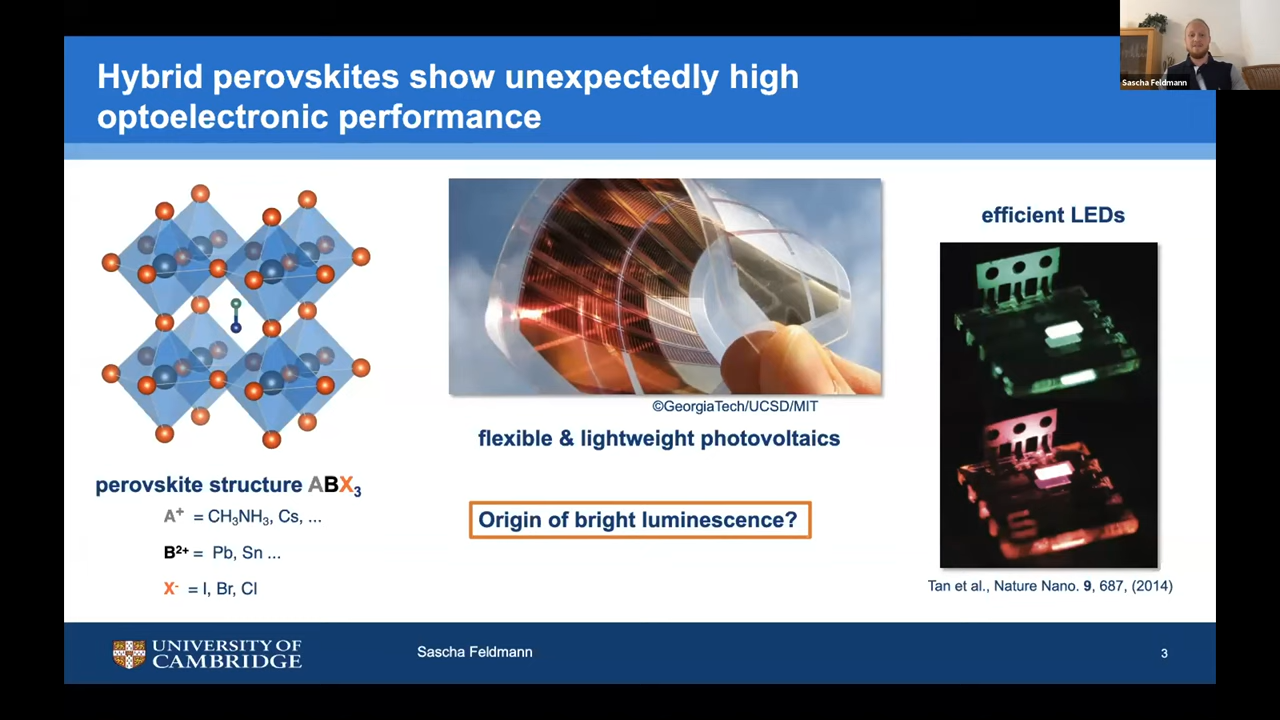 Sascha Feldmann
Hybrid perovskites show unexpectedly high
optoelectronic performance
perovskite structure ABX₃
A⁺ = CH₃NH₃, Cs, ...
B²⁺ = Pb, Sn ...
X⁻ = I, Br, Cl
©GeorgiaTech/UCSD/MIT
flexible & lightweight photovoltaics
Origin of bright luminescence?
efficient LEDs
Tan et al., Nature Nano. 9, 687, (2014)
UNIVERSITY OF
CAMBRIDGE
Sascha Feldmann
3